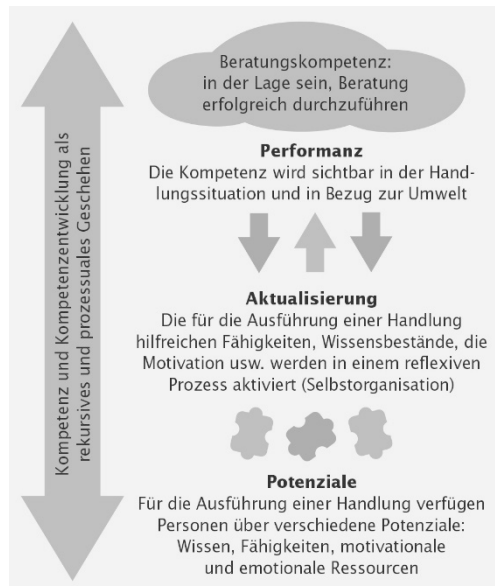 Kompetenz und Kompetenzentwicklung als
rekursives und prozessuales Geschehen
Beratungskompetenz:
in der Lage sein, Beratung
erfolgreich durchzuführen
Performanz
Die Kompetenz wird sichtbar in der Hand-
lungssituation und in Bezug zur Umwelt
Aktualisierung
Die für die Ausführung einer Handlung
hilfreichen Fähigkeiten, Wissensbestände, die
Motivation usw. werden in einem reflexiven
Prozess aktiviert (Selbstorganisation)
Potenziale
Für die Ausführung einer Handlung verfügen
Personen über verschiedene Potenziale:
Wissen, Fähigkeiten, motivationale
und emotionale Ressourcen